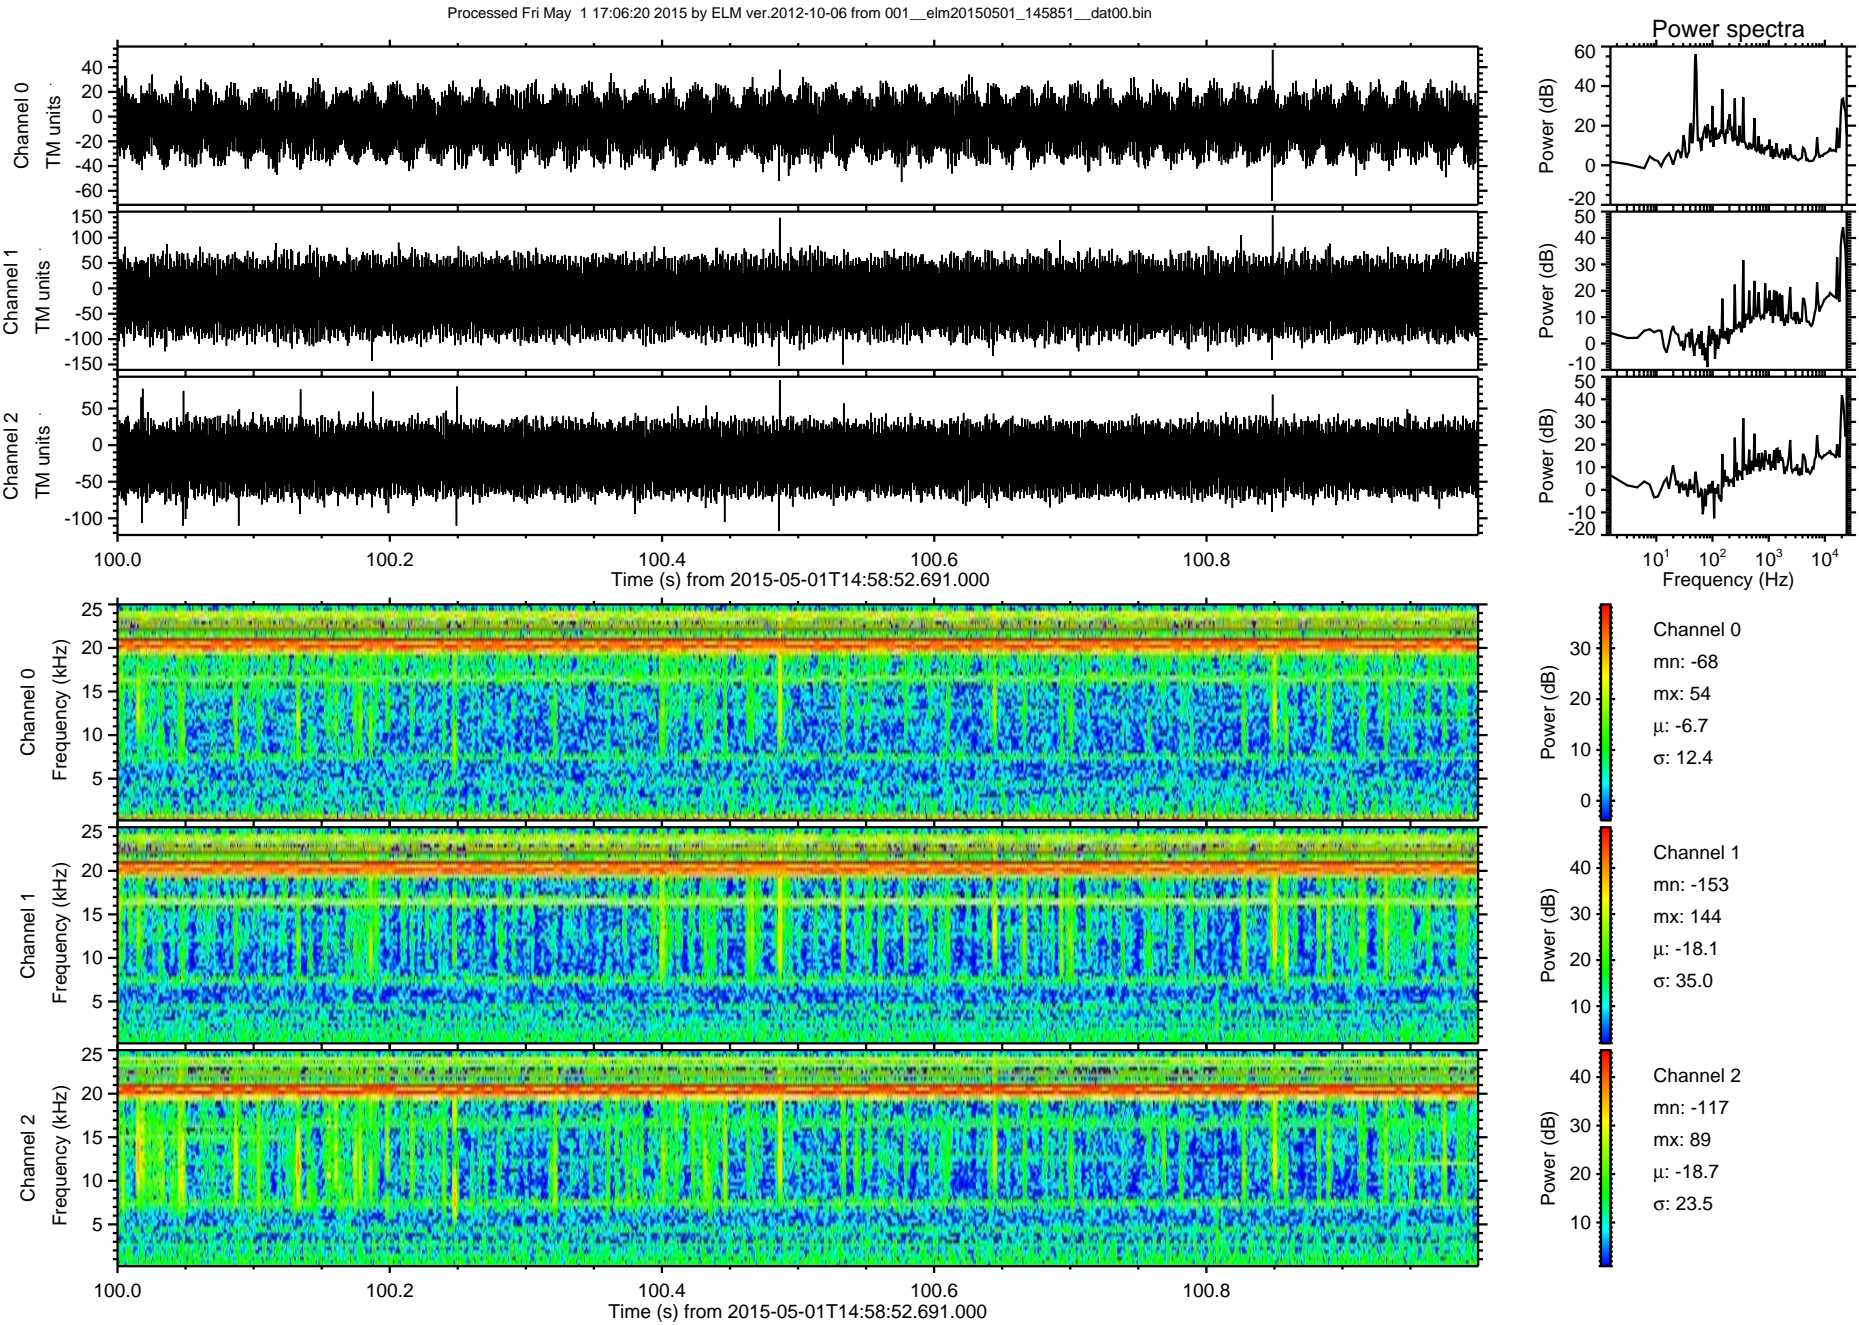 Processed Fri May  1 17:06:20 2015 by ELM ver.2012-10-06 from 001__elm20150501_145851__dat00.bin
Power spectra
Channel 0
TM units
40
20
0
-20
-40
-60
Power (dB)
60
40
20
0
-20
Channel 1
TM units
150
100
50
0
-50
-100
-150
Power (dB)
50
40
30
20
10
0
-10
Channel 2
TM units
50
0
-50
-100
Power (dB)
50
40
30
20
10
0
-10
-20
100.0 100.2 100.4 100.6 100.8
Time (s) from 2015-05-01T14:58:52.691.000
10¹ 10² 10³ 10⁴
Frequency (Hz)
Channel 0
Frequency (kHz)
25
20
15
10
5
Power (dB)
30
20
10
0
Channel 0
mn: -68
mx: 54
μ: -6.7
σ: 12.4
Channel 1
Frequency (kHz)
25
20
15
10
5
Power (dB)
40
30
20
10
Channel 1
mn: -153
mx: 144
μ: -18.1
σ: 35.0
Channel 2
Frequency (kHz)
25
20
15
10
5
Power (dB)
40
30
20
10
Channel 2
mn: -117
mx: 89
μ: -18.7
σ: 23.5
100.0 100.2 100.4 100.6 100.8
Time (s) from 2015-05-01T14:58:52.691.000